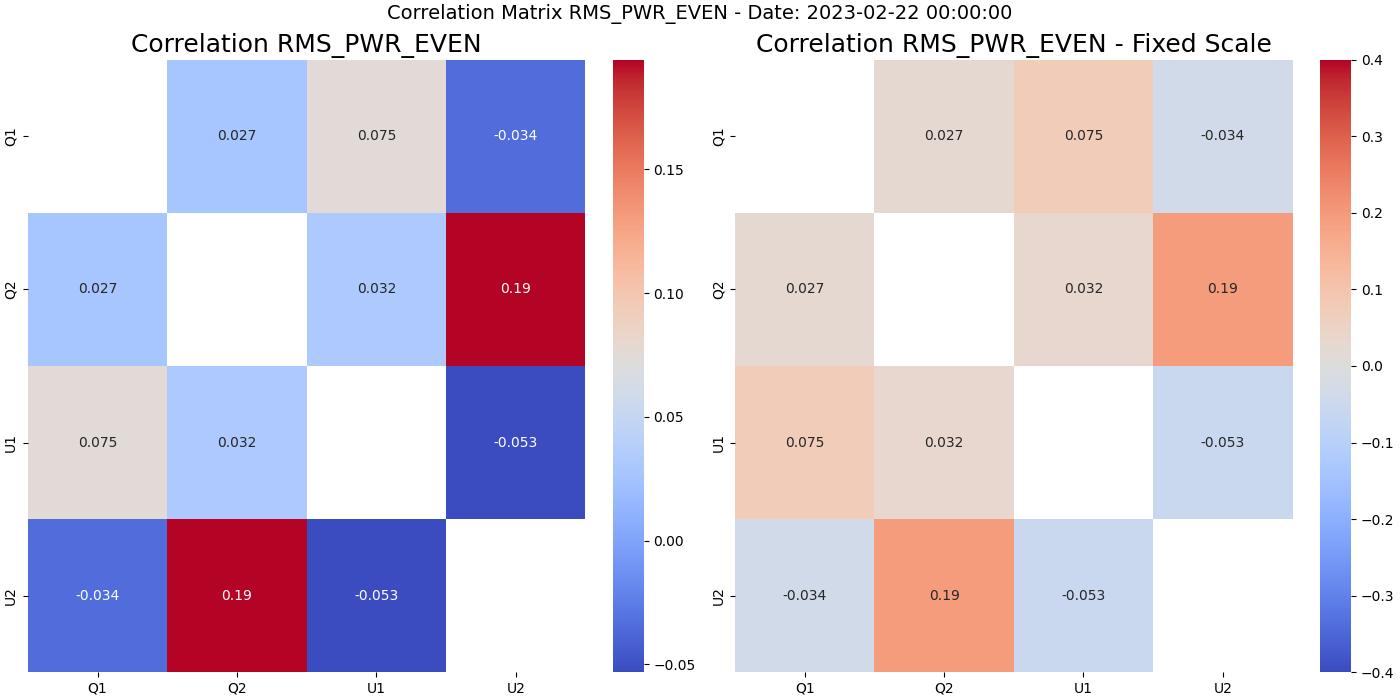 Correlation Matrix RMS_PWR_EVEN - Date: 2023-02-22 00:00:00
Correlation RMS_PWR_EVEN
Q1
0.027
0.075
-0.034
Q2
0.027
0.032
0.19
U1
0.075
0.032
-0.053
U2
-0.034
0.19
-0.053
Q1
Q2
U1
U2
0.15
0.10
0.05
0.00
−0.05
Correlation RMS_PWR_EVEN - Fixed Scale
Q1
0.027
0.075
-0.034
Q2
0.027
0.032
0.19
U1
0.075
0.032
-0.053
U2
-0.034
0.19
-0.053
Q1
Q2
U1
U2
0.4
0.3
0.2
0.1
0.0
−0.1
−0.2
−0.3
−0.4